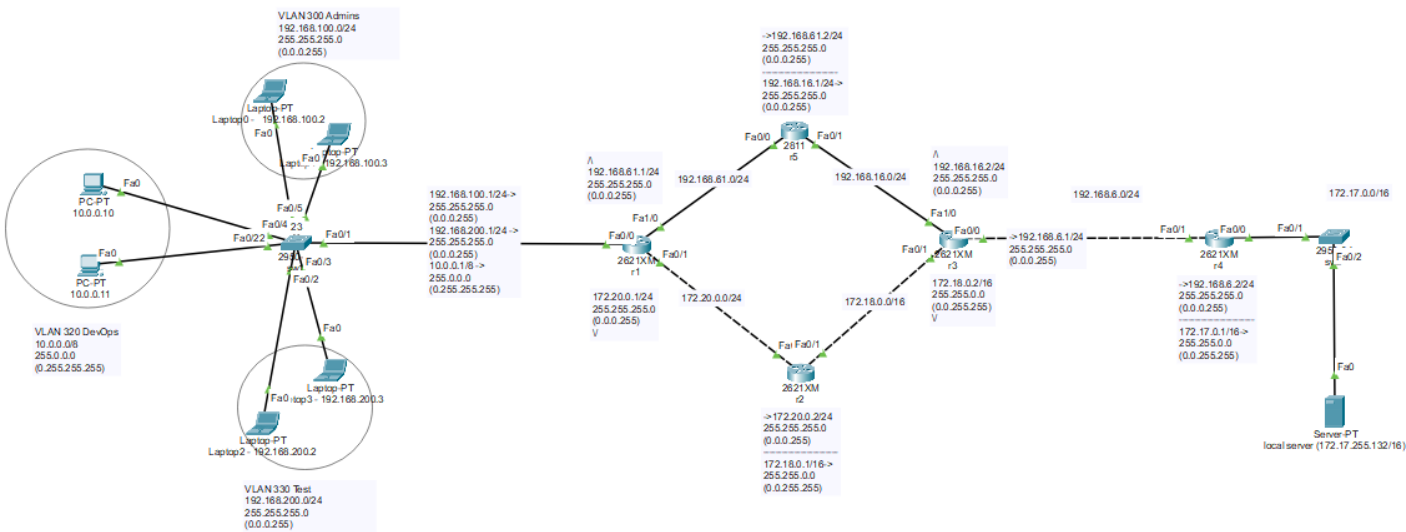 VLAN 300 Admins
192.168.100.0/24
255.255.255.0
(0.0.0.255)
Laptop-PT
Laptop0 - 192.168.100.2
Fa0
Fa0
192.168.100.3
Fa0
PC-PT
10.0.0.10
Fa0
PC-PT
10.0.0.11
VLAN 320 DevOps
10.0.0.0/8
255.0.0.0
(0.255.255.255)
Fa0/5
Fa0/4
23
Fa0/22
Fa0/1
Fa0/3
Fa0/2
Fa0
Laptop-PT
192.168.200.3
Fa0
Laptop-PT
Laptop2 - 192.168.200.2
VLAN 330 Test
192.168.200.0/24
255.255.255.0
(0.0.0.255)
192.168.100.1/24->
255.255.255.0
(0.0.0.255)
192.168.200.1/24 ->
255.255.255.0
(0.0.0.255)
10.0.0.1/8 ->
255.0.0.0
(0.255.255.255)
/\
192.168.61.1/24
255.255.255.0
(0.0.0.255)
Fa1/0
Fa0/0
Fa0/1
2621XM
r1
172.20.0.1/24
255.255.255.0
(0.0.0.255)
\/
192.168.61.0/24
172.20.0.0/24
->192.168.61.2/24
255.255.255.0
(0.0.0.255)
192.168.16.1/24->
255.255.255.0
(0.0.0.255)
Fa0/0
Fa0/1
2811
r5
192.168.16.0/24
172.18.0.0/16
Fa0/1
2621XM
r2
->172.20.0.2/24
255.255.255.0
(0.0.0.255)
172.18.0.1/16->
255.255.0.0
(0.0.255.255)
/\
192.168.16.2/24
255.255.255.0
(0.0.0.255)
Fa1/0
Fa0/0
Fa0/1
2621XM
r3
172.18.0.2/16
255.255.0.0
(0.0.255.255)
\/
->192.168.6.1/24
255.255.255.0
(0.0.0.255)
192.168.6.0/24
Fa0/1
Fa0/0
2621XM
r4
->192.168.6.2/24
255.255.255.0
(0.0.0.255)
172.17.0.1/16->
255.255.0.0
(0.0.255.255)
172.17.0.0/16
Fa0/1
Fa0/2
Fa0
Server-PT
local server (172.17.255.132/16)